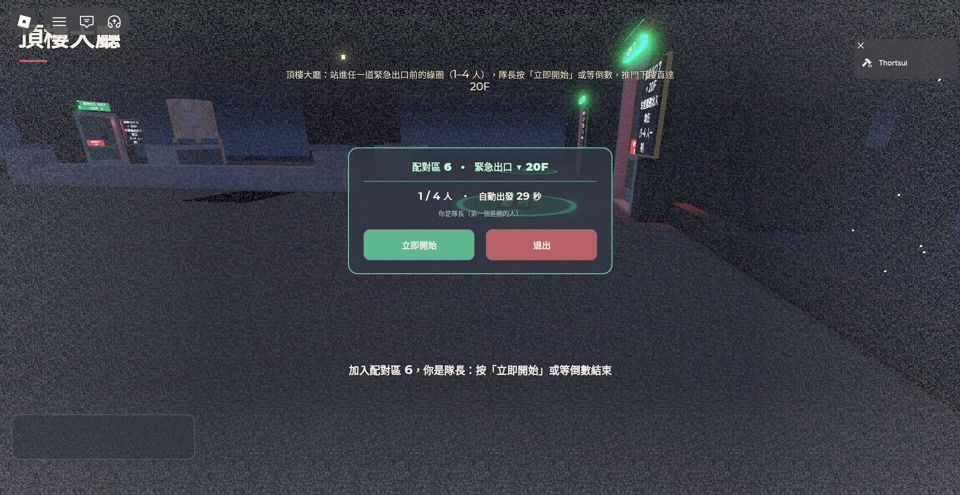 頂樓大廳
頂樓大廳：站進任一道緊急出口前的綠圈（1–4 人），隊長按「立即開始」或等倒數，推門下樓直達
20F
Thortsui
配對區 6 • 緊急出口 ▼ 20F
1 / 4 人 • 自動出發 29 秒
你是隊長（第一個進圈的人）
立即開始
退出
加入配對區 6，你是隊長：按「立即開始」或等倒數結束